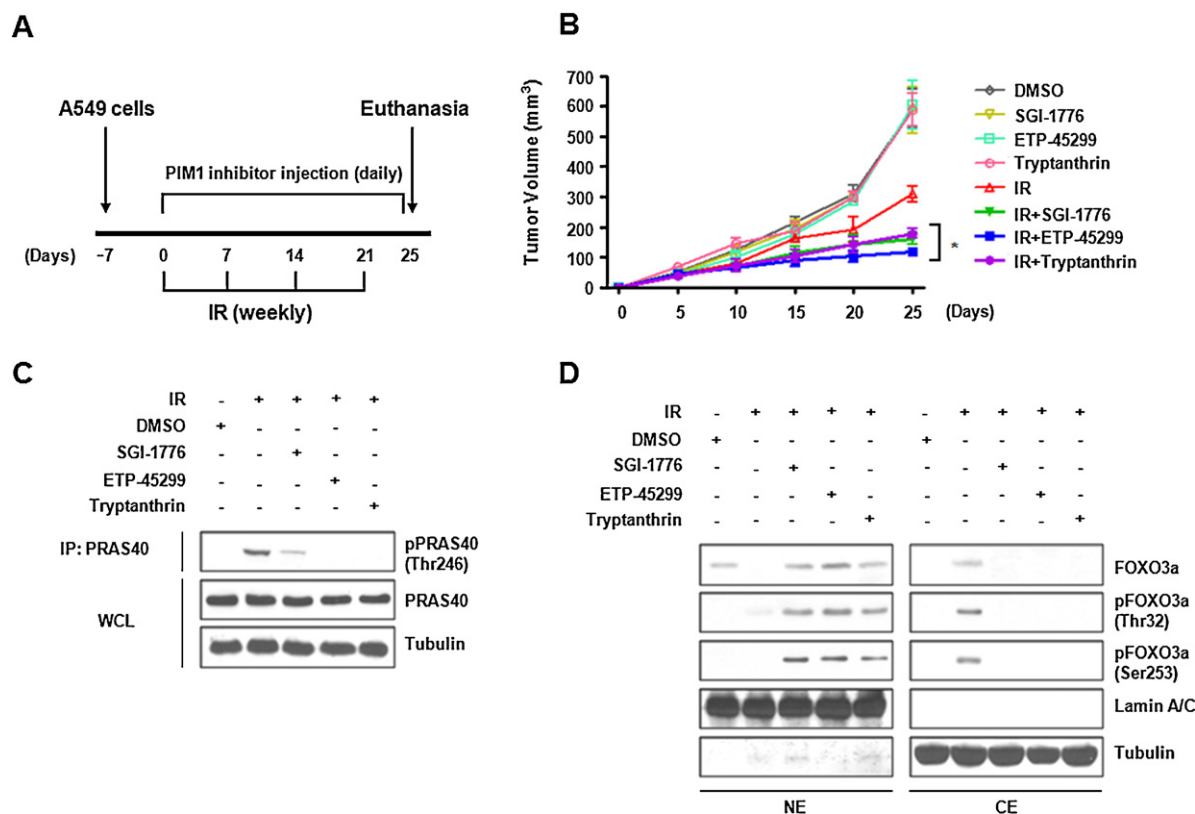 A
A549 cells
Euthanasia
PIM1 inhibitor injection (daily)
(Days)
-7 0 7 14 21 25
IR (weekly)
B
Tumor Volume (mm3)
700
600
500
400
300
200
100
0
0 5 10 15 20 25 (Days)
DMSO
SGI-1776
ETP-45299
Tryptanthrin
IR
IR+SGI-1776
IR+ETP-45299
IR+Tryptanthrin
*
C
IR - + + + +
DMSO + - - - -
SGI-1776 - - + - -
ETP-45299 - - - + -
Tryptanthrin - - - - +
IP: PRAS40
pPRAS40
(Thr246)
WCL
PRAS40
Tubulin
D
IR - + + + + - + + + +
DMSO + - - - - + - - - -
SGI-1776 - - + - - - - + - -
ETP-45299 - - - + - - - - + -
Tryptanthrin - - - - + - - - - +
FOXO3a
pFOXO3a
(Thr32)
pFOXO3a
(Ser253)
Lamin A/C
Tubulin
NE CE